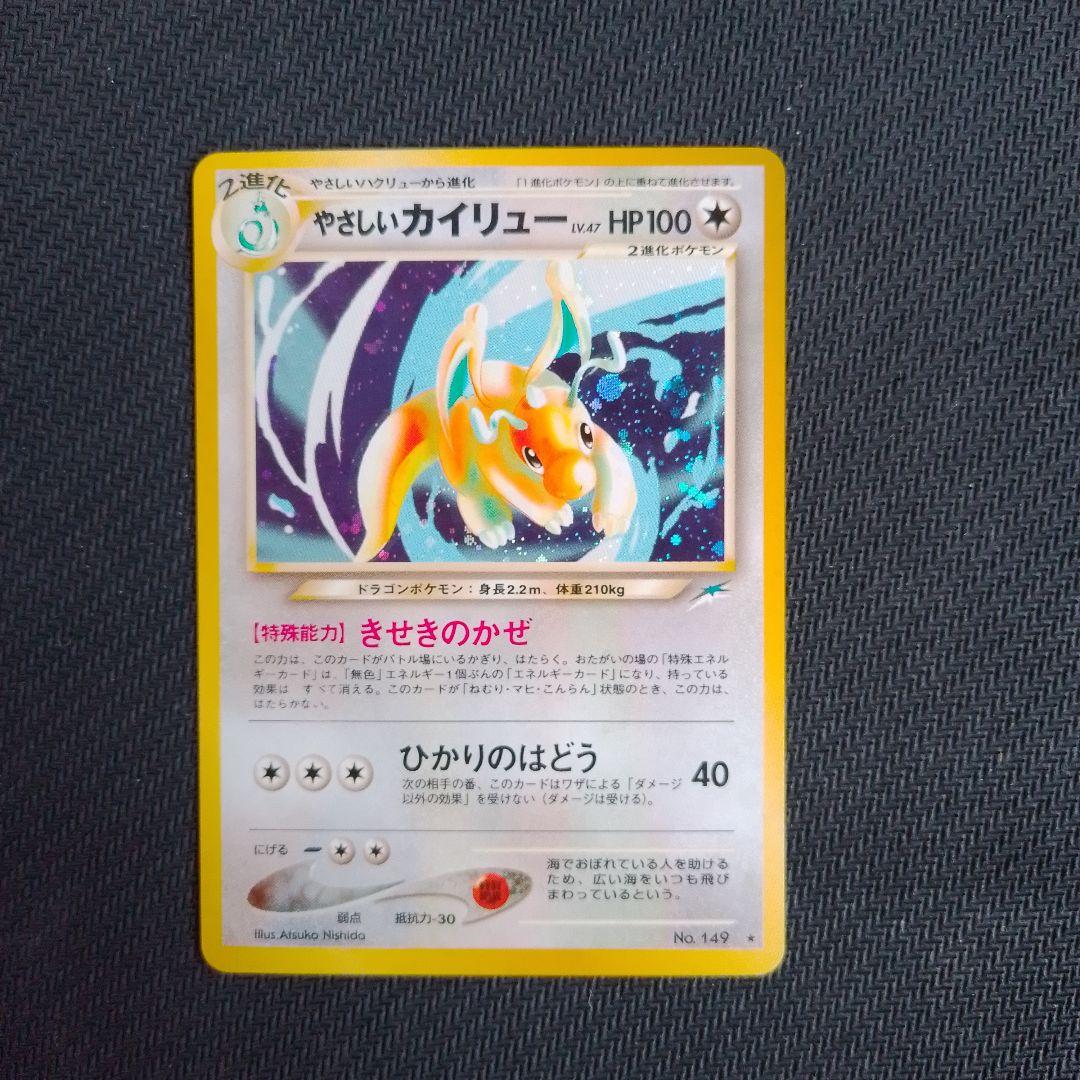 2進化
やさしいハクリューから進化 「1進化ポケモン」の上に重ねて進化させます。
やさしいカイリュー LV.47 HP100
2進化ポケモン
ドラゴンポケモン：身長2.2m、体重210kg
【特殊能力】きせきのかぜ
この力は、このカードがバトル場にいるかぎり、はたらく。おたがいの場の「特殊エネル
ギーカード」は、「無色」エネルギー1個ぶんの「エネルギーカード」になり、持っている
効果は すべて消える。このカードが「ねむり・マヒ・こんらん」状態のとき、この力は、
はたらかない。
ひかりのはどう 40
次の相手の番、このカードはワザによる「ダメージ
以外の効果」を受けない（ダメージは受ける）。
にげる
弱点 抵抗力-30
海でおぼれている人を助ける
ため、広い海をいつも飛び
まわっているという。
Illus.Atsuko Nishida
No. 149 ★